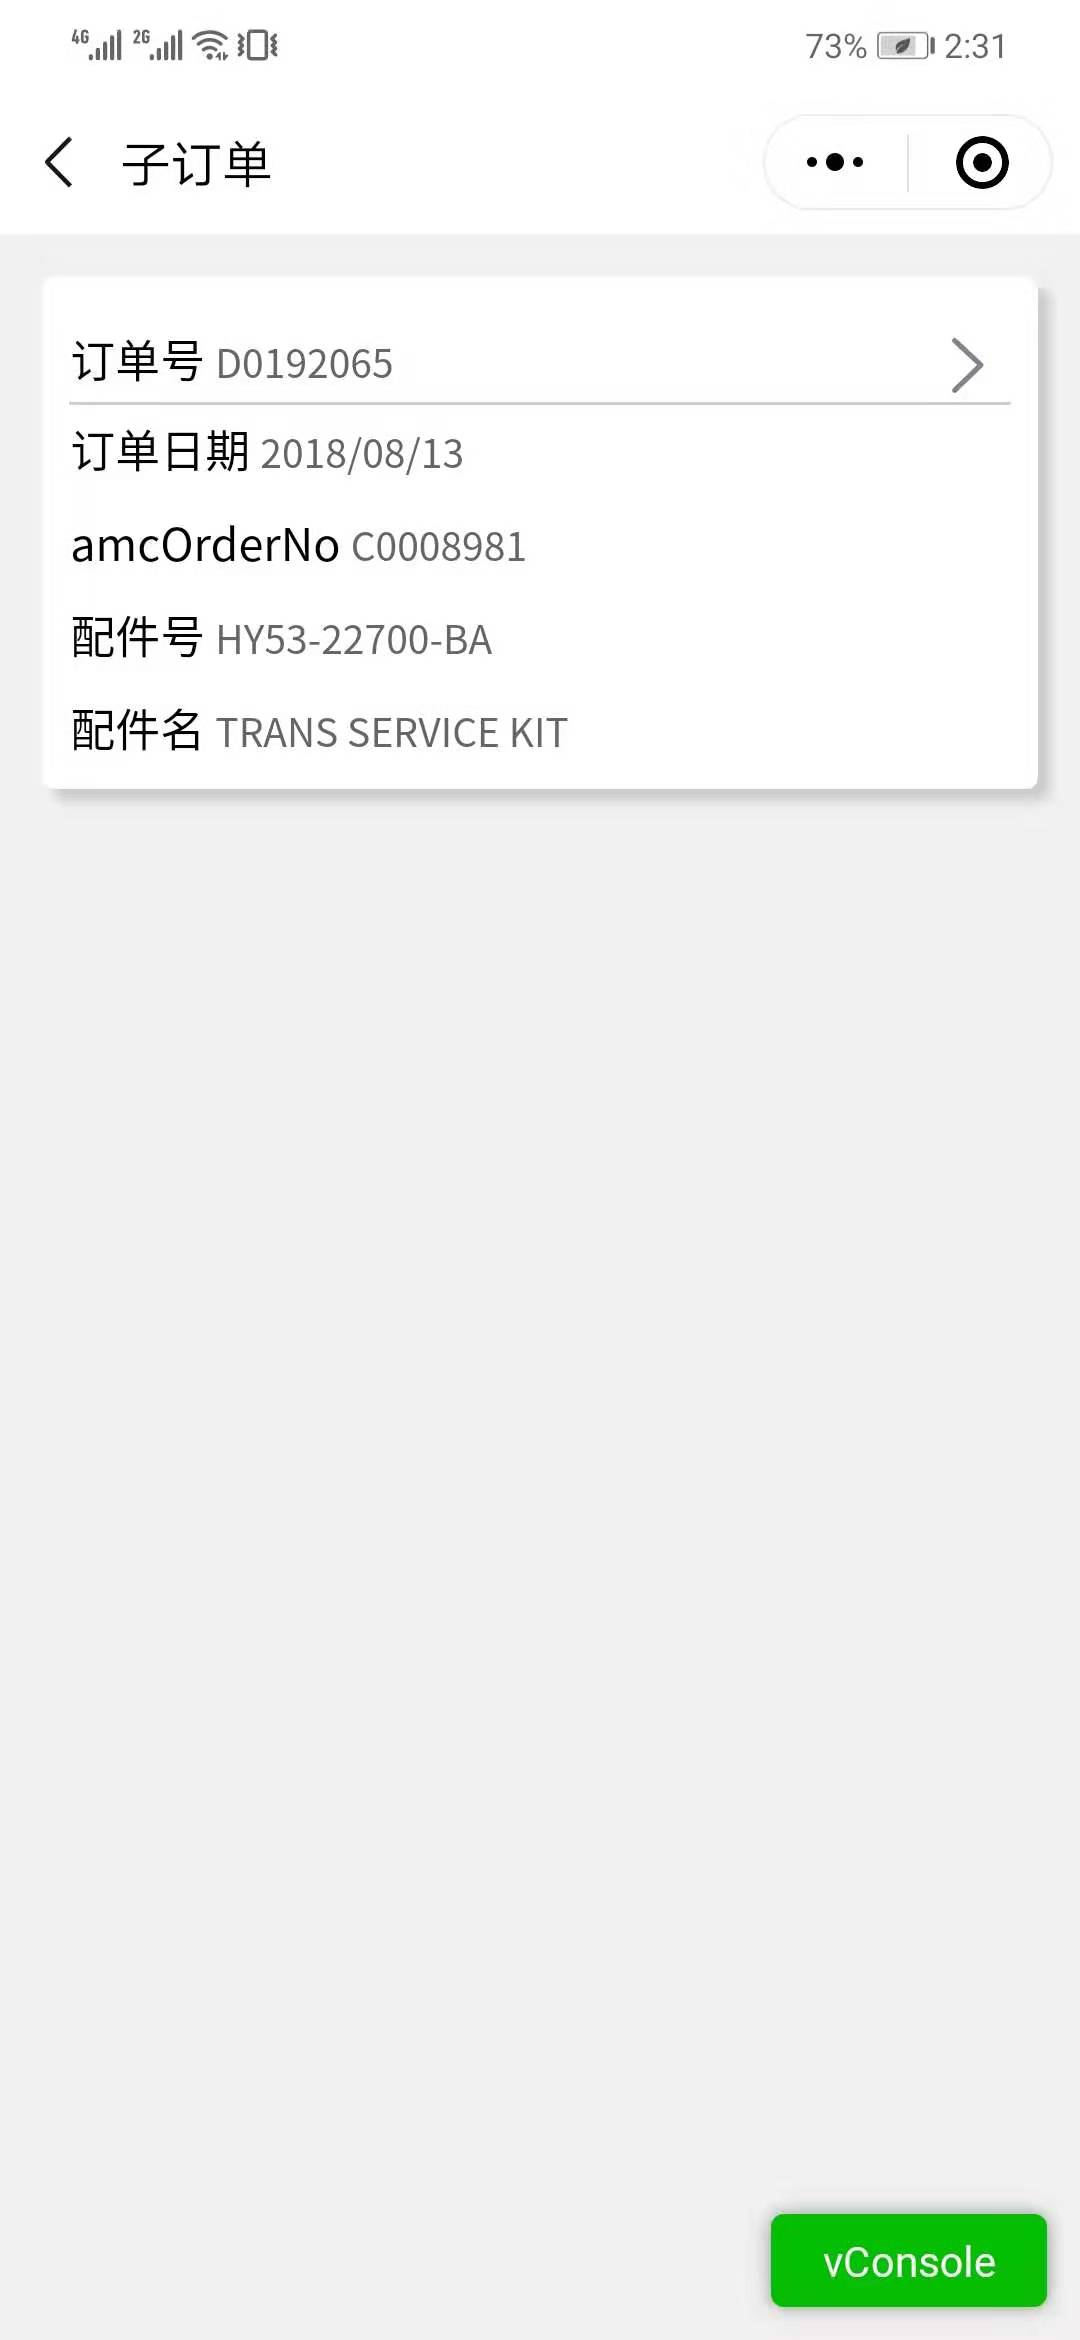 4G 2G 73% 2:31
子订单
订单号 D0192065
订单日期 2018/08/13
amcOrderNo C0008981
配件号 HY53-22700-BA
配件名 TRANS SERVICE KIT
vConsole